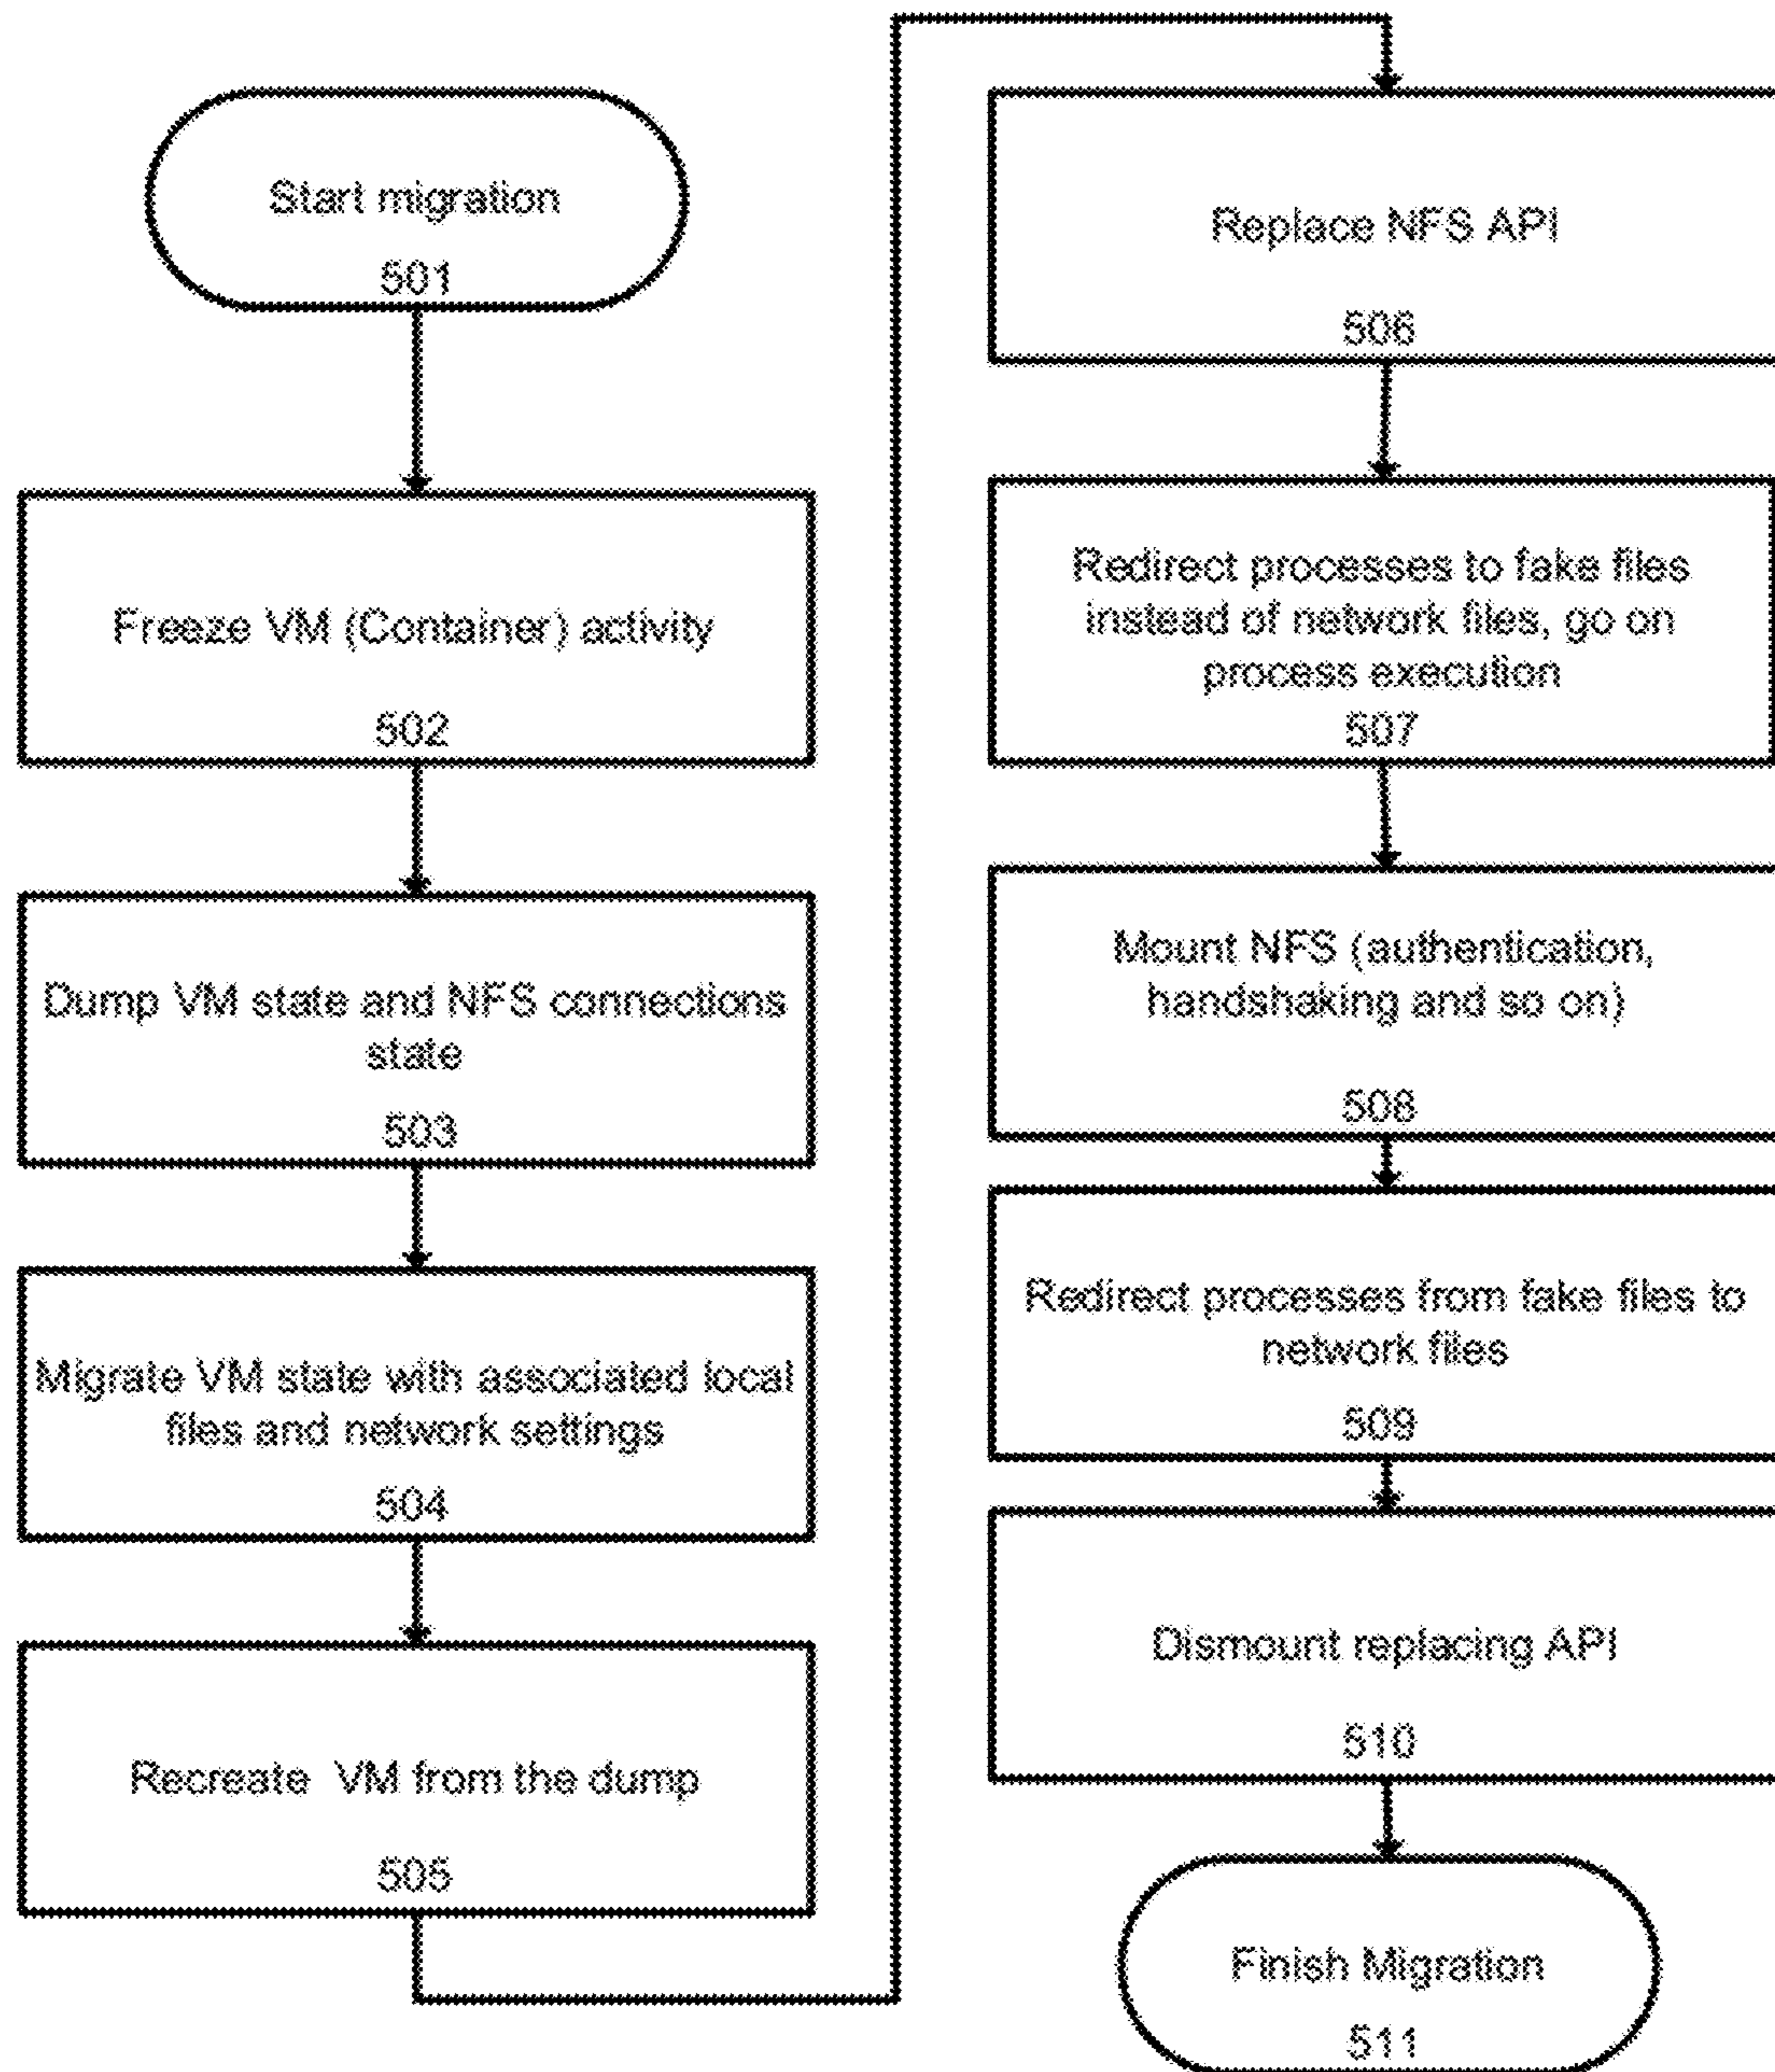 Start migration
501
Freeze VM (Container) activity
502
Dump VM state and NFS connections
state
503
Migrate VM state with associated local
files and network settings
504
Recreate VM from the dump
505
Replace NFS API
506
Redirect processes to fake files
instead of network files, go on
process execution
507
Mount NFS (authentication,
handshaking and so on)
508
Redirect processes from fake files to
network files
509
Dismount replacing API
510
Finish Migration
511